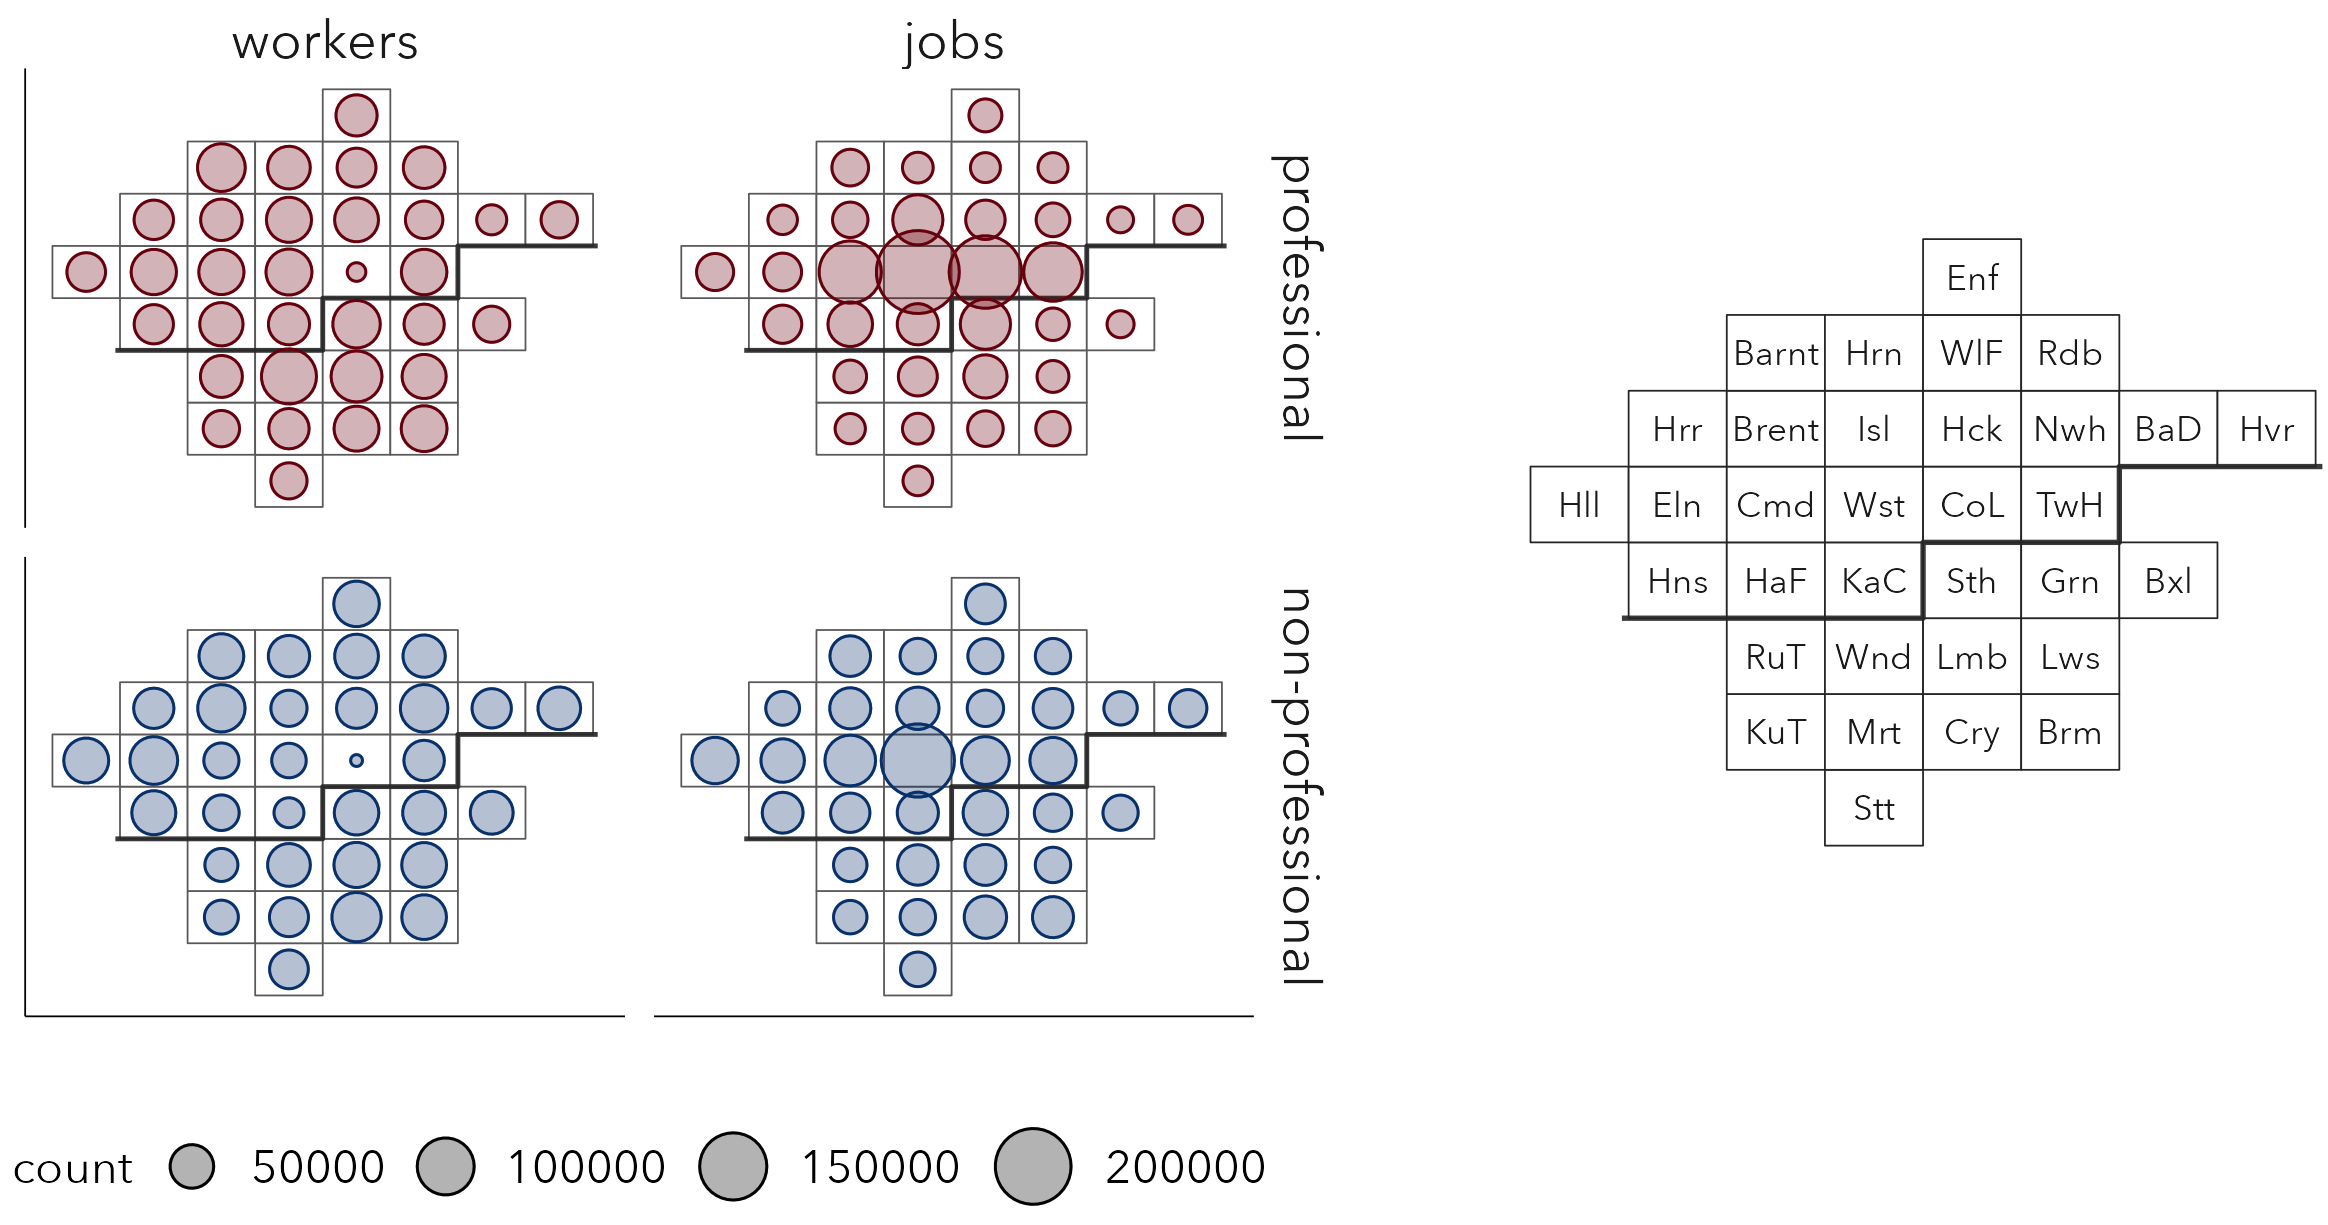 workers jobs
professional
non-professional
Enf
Barnt Hrn WlF Rdb
Hrr Brent Isl Hck Nwh BaD Hvr
Hll Eln Cmd Wst CoL TwH
Hns HaF KaC Sth Grn Bxl
RuT Wnd Lmb Lws
KuT Mrt Cry Brm
Stt
count 50000 100000 150000 200000